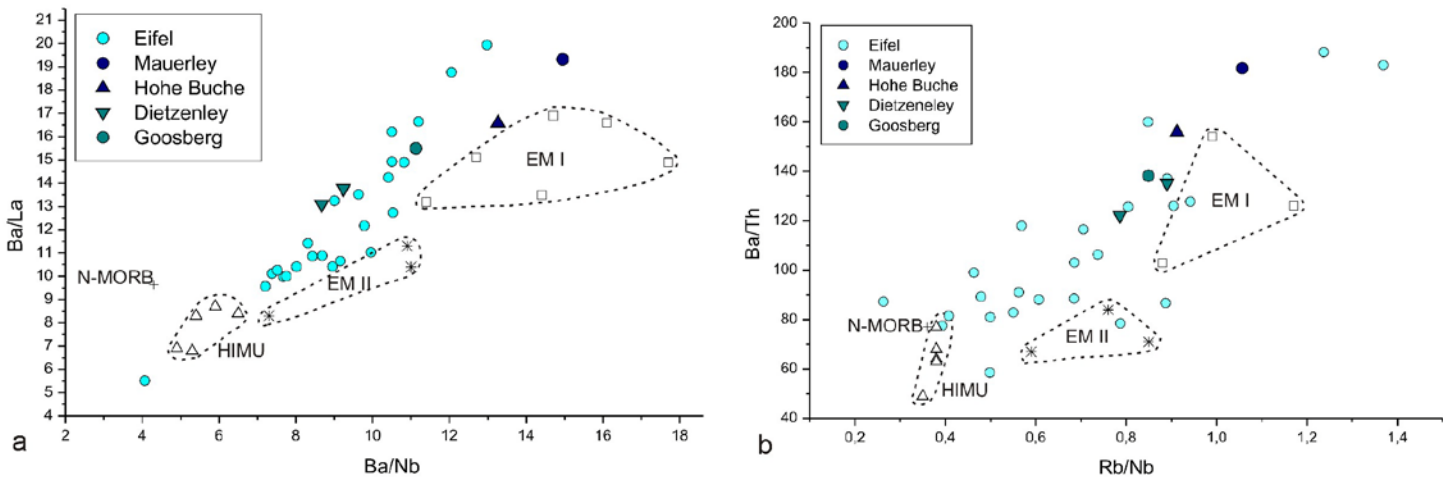 21
20
19
18
17
16
15
14
13
12
11
10
9
8
7
6
5
4
Ba/La
Eifel
Mauerley
Hohe Buche
Dietzenley
Goosberg
EM I
N-MORB
EM II
HIMU
2 4 6 8 10 12 14 16 18
a
Ba/Nb
200
180
160
140
120
100
80
60
40
Ba/Th
Eifel
Mauerley
Hohe Buche
Dietzeneley
Goosberg
EM I
N-MORB
EM II
HIMU
0,2 0,4 0,6 0,8 1,0 1,2 1,4
b
Rb/Nb